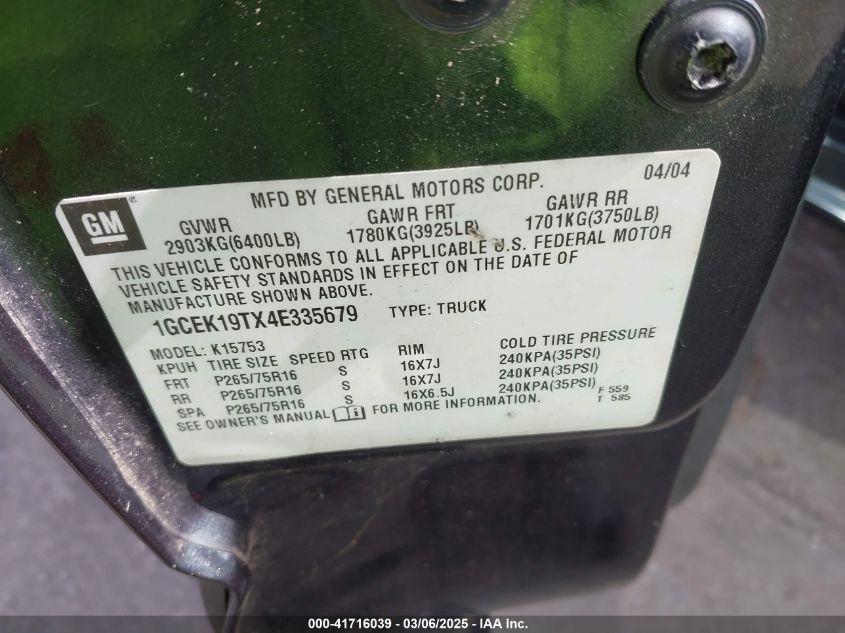 MFD BY GENERAL MOTORS CORP. 04/04
GM
GVWR GAWR FRT GAWR RR
2903KG(6400LB) 1780KG(3925LB) 1701KG(3750LB)
THIS VEHICLE CONFORMS TO ALL APPLICABLE U.S. FEDERAL MOTOR
VEHICLE SAFETY STANDARDS IN EFFECT ON THE DATE OF
MANUFACTURE SHOWN ABOVE.
1GCEK19TX4E335679 TYPE: TRUCK
MODEL: K15753
KPUH TIRE SIZE SPEED RTG RIM COLD TIRE PRESSURE
FRT P265/75R16 S 16X7J 240KPA(35PSI)
RR P265/75R16 S 16X7J 240KPA(35PSI)
SPA P265/75R16 S 16X6.5J 240KPA(35PSI) F 559
SEE OWNER'S MANUAL FOR MORE INFORMATION. T 585
000-41716039 - 03/06/2025 - IAA Inc.